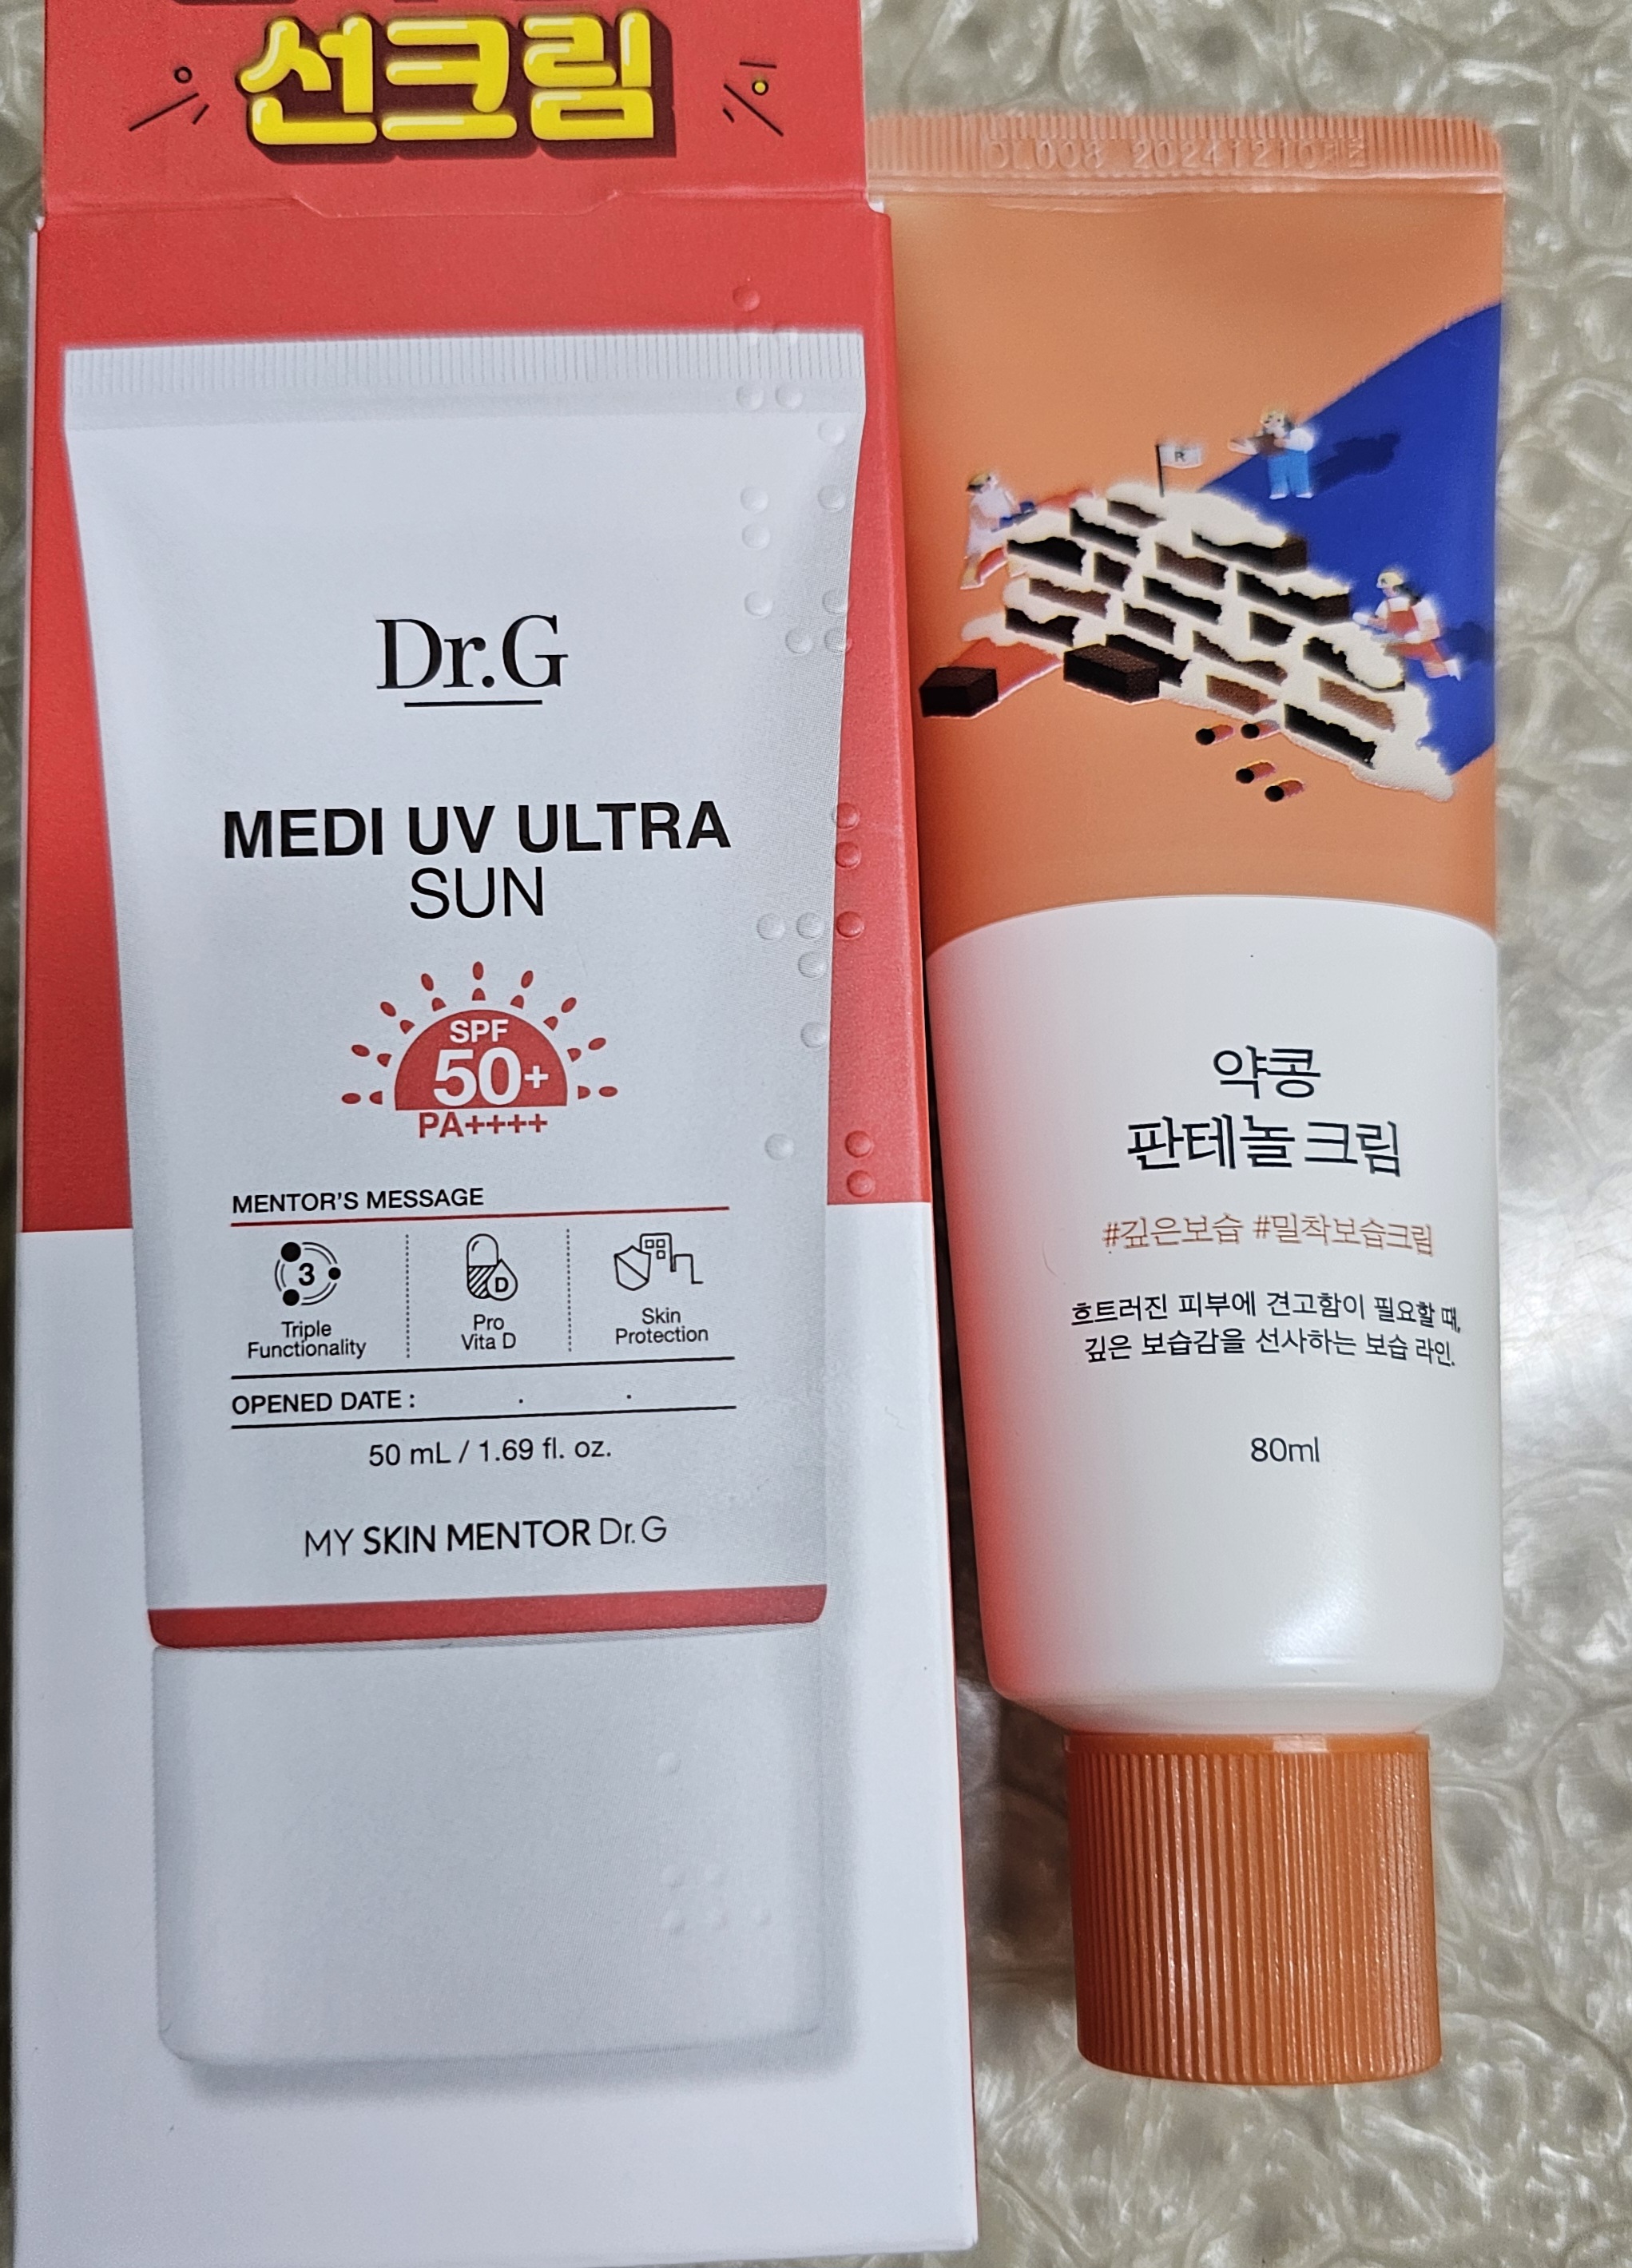 선크림
Dr.G
MEDI UV ULTRA
SUN
SPF
50+
PA++++
MENTOR'S MESSAGE
3
Triple
Functionality
D
Pro
Vita D
Skin
Protection
OPENED DATE : . .
50 mL / 1.69 fl. oz.
MY SKIN MENTOR Dr.G
20241210
R
약콩
판테놀 크림
#깊은보습 #밀착보습크림
흐트러진 피부에 견고함이 필요할 때,
깊은 보습감을 선사하는 보습 라인.
80ml